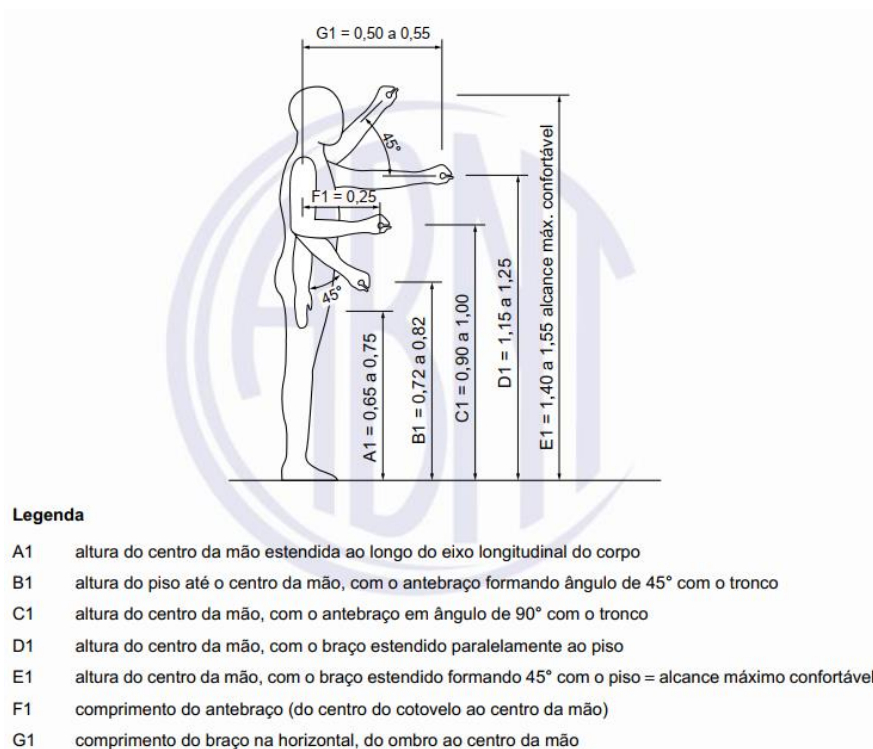 G1 = 0,50 a 0,55
45°
F1 = 0,25
45°
A1 = 0,65 a 0,75
B1 = 0,72 a 0,82
C1 = 0,90 a 1,00
D1 = 1,15 a 1,25
E1 = 1,40 a 1,55 alcance máx. confortável
ABNT
Legenda
A1 altura do centro da mão estendida ao longo do eixo longitudinal do corpo
B1 altura do piso até o centro da mão, com o antebraço formando ângulo de 45° com o tronco
C1 altura do centro da mão, com o antebraço em ângulo de 90° com o tronco
D1 altura do centro da mão, com o braço estendido paralelamente ao piso
E1 altura do centro da mão, com o braço estendido formando 45° com o piso = alcance máximo confortável
F1 comprimento do antebraço (do centro do cotovelo ao centro da mão)
G1 comprimento do braço na horizontal, do ombro ao centro da mão